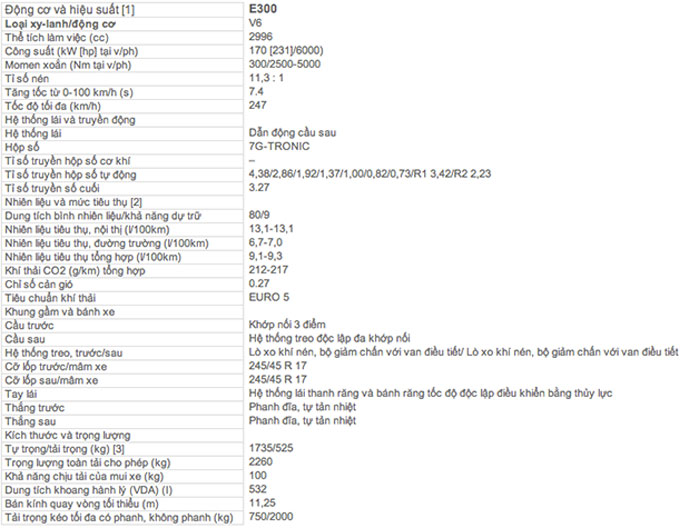 Động cơ và hiệu suất [1] E300
Loại xy-lanh/động cơ V6
Thể tích làm việc (cc) 2996
Công suất (kW [hp] tại v/ph) 170 [231]/6000)
Momen xoắn (Nm tại v/ph) 300/2500-5000
Tỉ số nén 11,3 : 1
Tăng tốc từ 0-100 km/h (s) 7.4
Tốc độ tối đa (km/h) 247
Hệ thống lái và truyền động
Hệ thống lái Dẫn động cầu sau
Hộp số 7G-TRONIC
Tỉ số truyền hộp số cơ khí –
Tỉ số truyền hộp số tự động 4,38/2,86/1,92/1,37/1,00/0,82/0,73/R1 3,42/R2 2,23
Tỉ số truyền số cuối 3.27
Nhiên liệu và mức tiêu thụ [2]
Dung tích bình nhiên liệu/khả năng dự trữ 80/9
Nhiên liệu tiêu thụ, nội thị (l/100km) 13,1-13,1
Nhiên liệu tiêu thụ, đường trường (l/100km) 6,7-7,0
Nhiên liệu tiêu thụ tổng hợp (l/100km) 9,1-9,3
Khí thải CO2 (g/km) tổng hợp 212-217
Chỉ số cản gió 0.27
Tiêu chuẩn khí thải EURO 5
Khung gầm và bánh xe
Cầu trước Khớp nối 3 điểm
Cầu sau Hệ thống treo độc lập đa khớp nối
Hệ thống treo, trước/sau Lò xo khí nén, bộ giảm chấn với van điều tiết/ Lò xo khí nén, bộ giảm chấn với van điều tiết
Cỡ lốp trước/mâm xe 245/45 R 17
Cỡ lốp sau/mâm xe 245/45 R 17
Tay lái Hệ thống lái thanh răng và bánh răng tốc độ độc lập điều khiển bằng thủy lực
Thắng trước Phanh đĩa, tự tản nhiệt
Thắng sau Phanh đĩa, tự tản nhiệt
Kích thước và trọng lượng
Tự trọng/tải trọng (kg) [3] 1735/525
Trọng lượng toàn tải cho phép (kg) 2260
Khả năng chịu tải của mui xe (kg) 100
Dung tích khoang hành lý (VDA) (l) 532
Bán kính quay vòng tối thiểu (m) 11,25
Tải trọng kéo tối đa có phanh, không phanh (kg) 750/2000